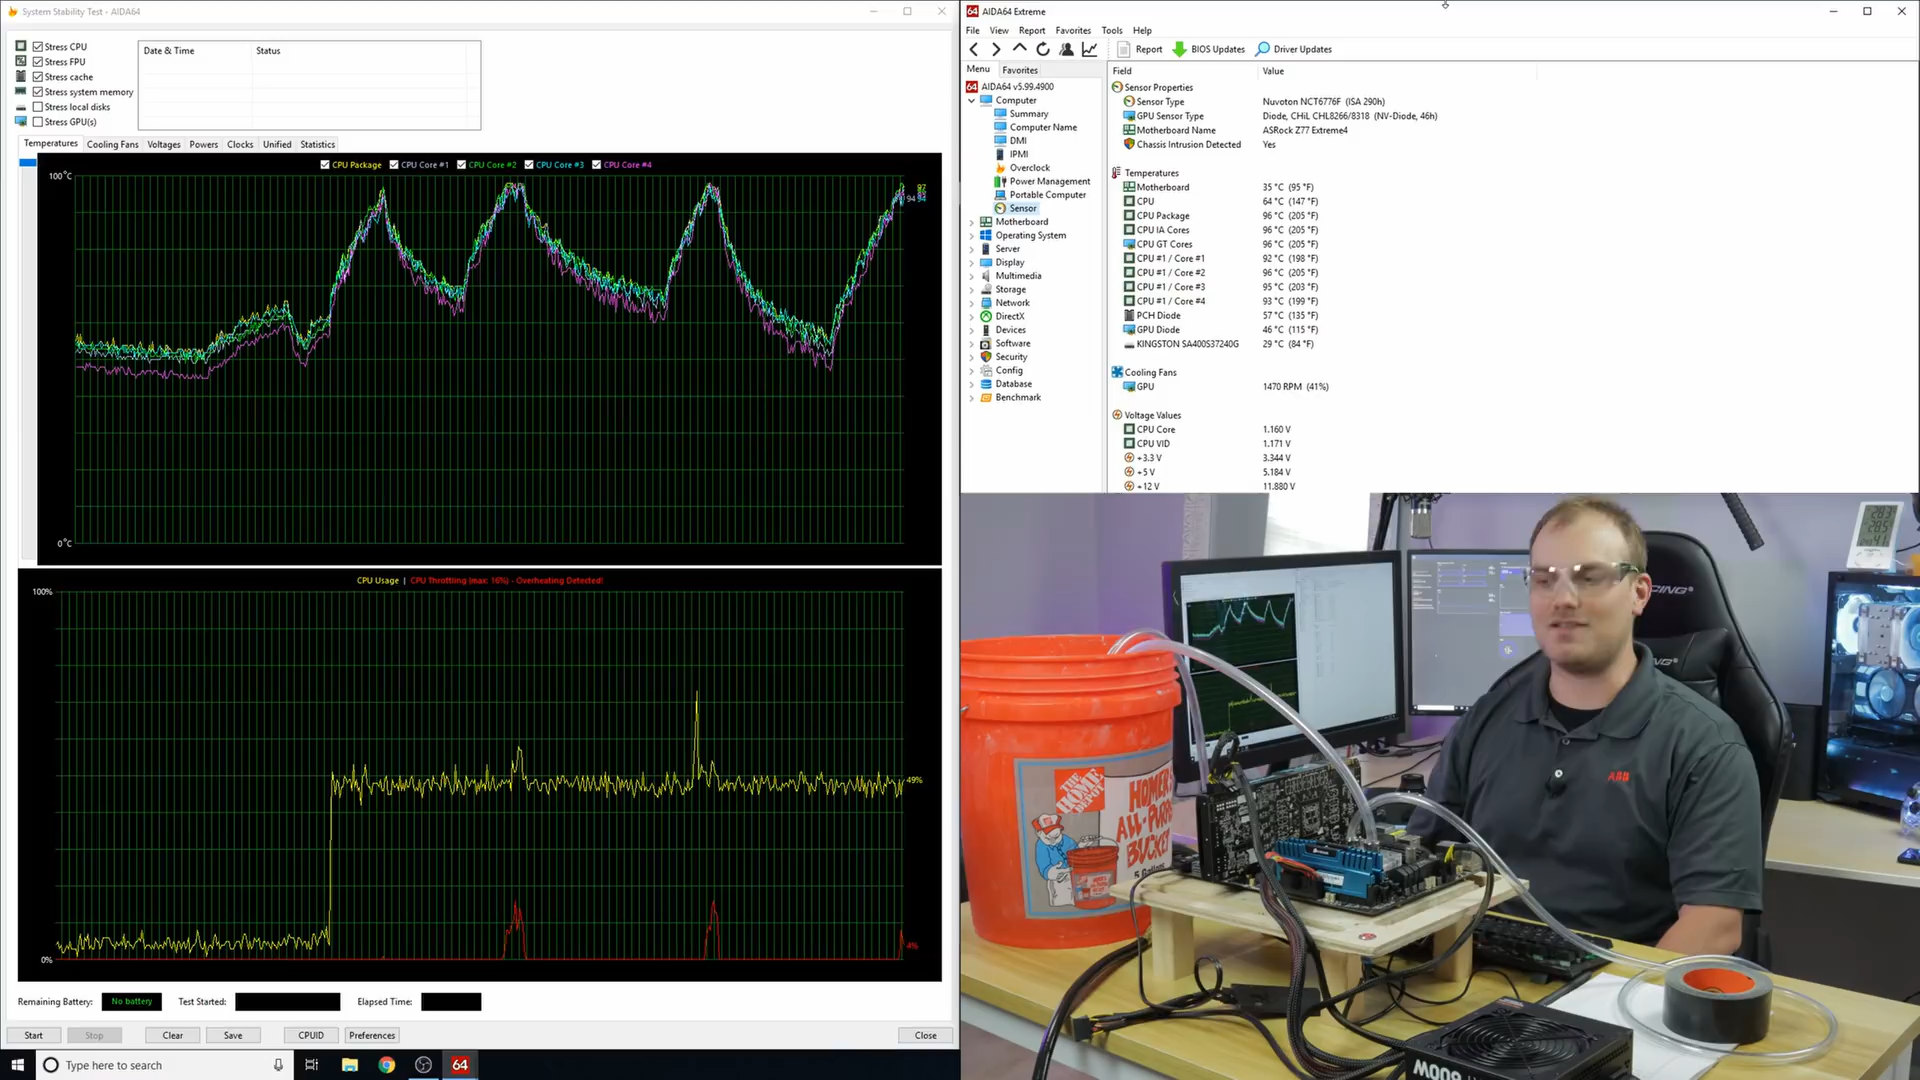 System Stability Test - AIDA64
Stress CPU
Stress FPU
Stress cache
Stress system memory
Stress local disks
Stress GPU(s)
Date & Time Status
Temperatures Cooling Fans Voltages Powers Clocks Unified Statistics
CPU Package CPU Core #1 CPU Core #2 CPU Core #3 CPU Core #4
100°C
97
94 94
0°C
CPU Usage | CPU Throttling (max: 16%) - Overheating Detected!
100%
49%
4%
0%
Remaining Battery: No battery Test Started: Elapsed Time:
Start Stop Clear Save CPUID Preferences Close
Type here to search
64
64 AIDA64 Extreme
File View Report Favorites Tools Help
Report BIOS Updates Driver Updates
Menu Favorites
64 AIDA64 v5.99.4900
Computer
Summary
Computer Name
DMI
IPMI
Overclock
Power Management
Portable Computer
Sensor
Motherboard
Operating System
Server
Display
Multimedia
Storage
Network
DirectX
Devices
Software
Security
Config
Database
Benchmark
Field Value
Sensor Properties
Sensor Type Nuvoton NCT6776F (ISA 290h)
GPU Sensor Type Diode, CHiL CHL8266/8318 (NV-Diode, 46h)
Motherboard Name ASRock Z77 Extreme4
Chassis Intrusion Detected Yes
Temperatures
Motherboard 35 °C (95 °F)
CPU 64 °C (147 °F)
CPU Package 96 °C (205 °F)
CPU IA Cores 96 °C (205 °F)
CPU GT Cores 96 °C (205 °F)
CPU #1 / Core #1 92 °C (198 °F)
CPU #1 / Core #2 96 °C (205 °F)
CPU #1 / Core #3 95 °C (203 °F)
CPU #1 / Core #4 93 °C (199 °F)
PCH Diode 57 °C (135 °F)
GPU Diode 46 °C (115 °F)
KINGSTON SA400S37240G 29 °C (84 °F)
Cooling Fans
GPU 1470 RPM (41%)
Voltage Values
CPU Core 1.160 V
CPU VID 1.171 V
+3.3 V 3.344 V
+5 V 5.184 V
+12 V 11.880 V
THE HOME DEPOT
HOMER'S
ALL-PURPOSE
BUCKET
5 Gallons
ABB
CING
ING
800W